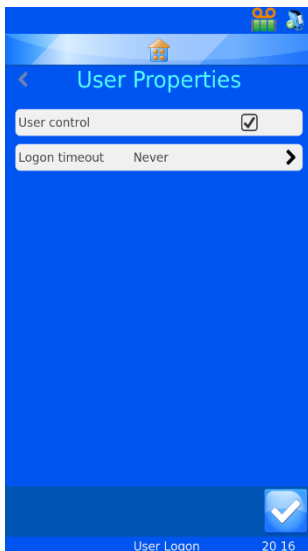 User Properties
User control
Logon timeout Never
User Logon 20 16